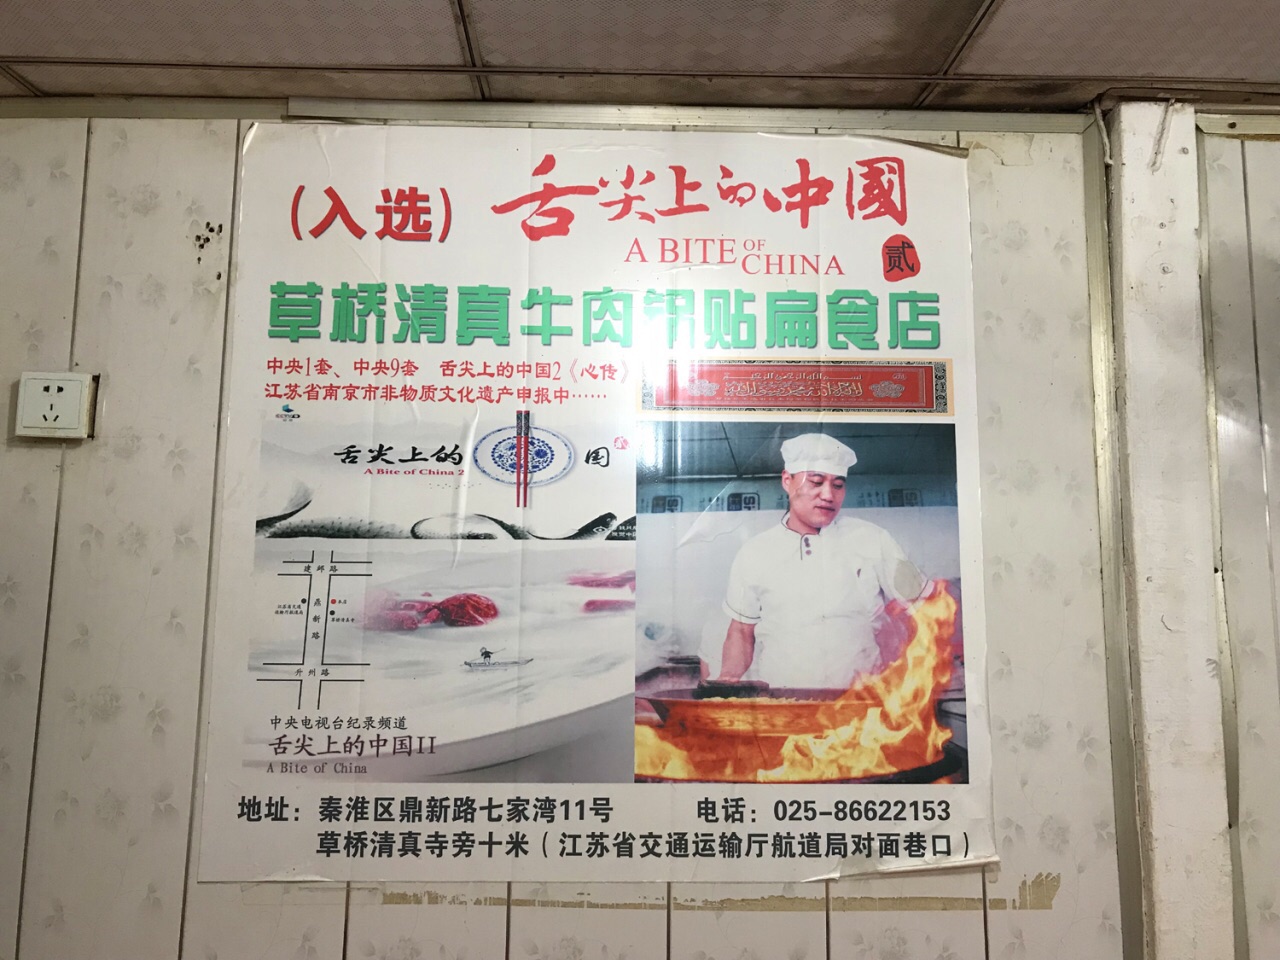 (入选) 舌尖上的中國
A BITE OF CHINA 贰
草桥清真牛肉锅贴扁食店
中央1套、中央9套 舌尖上的中国2《心传》
江苏省南京市非物质文化遗产申报中……
舌尖上的 国
A Bite of China 2
建邺路
鼎新路
本店
草桥清真寺
升州路
中央电视台纪录频道
舌尖上的中国II
A Bite of China
地址：秦淮区鼎新路七家湾11号 电话：025-86622153
草桥清真寺旁十米（江苏省交通运输厅航道局对面巷口）